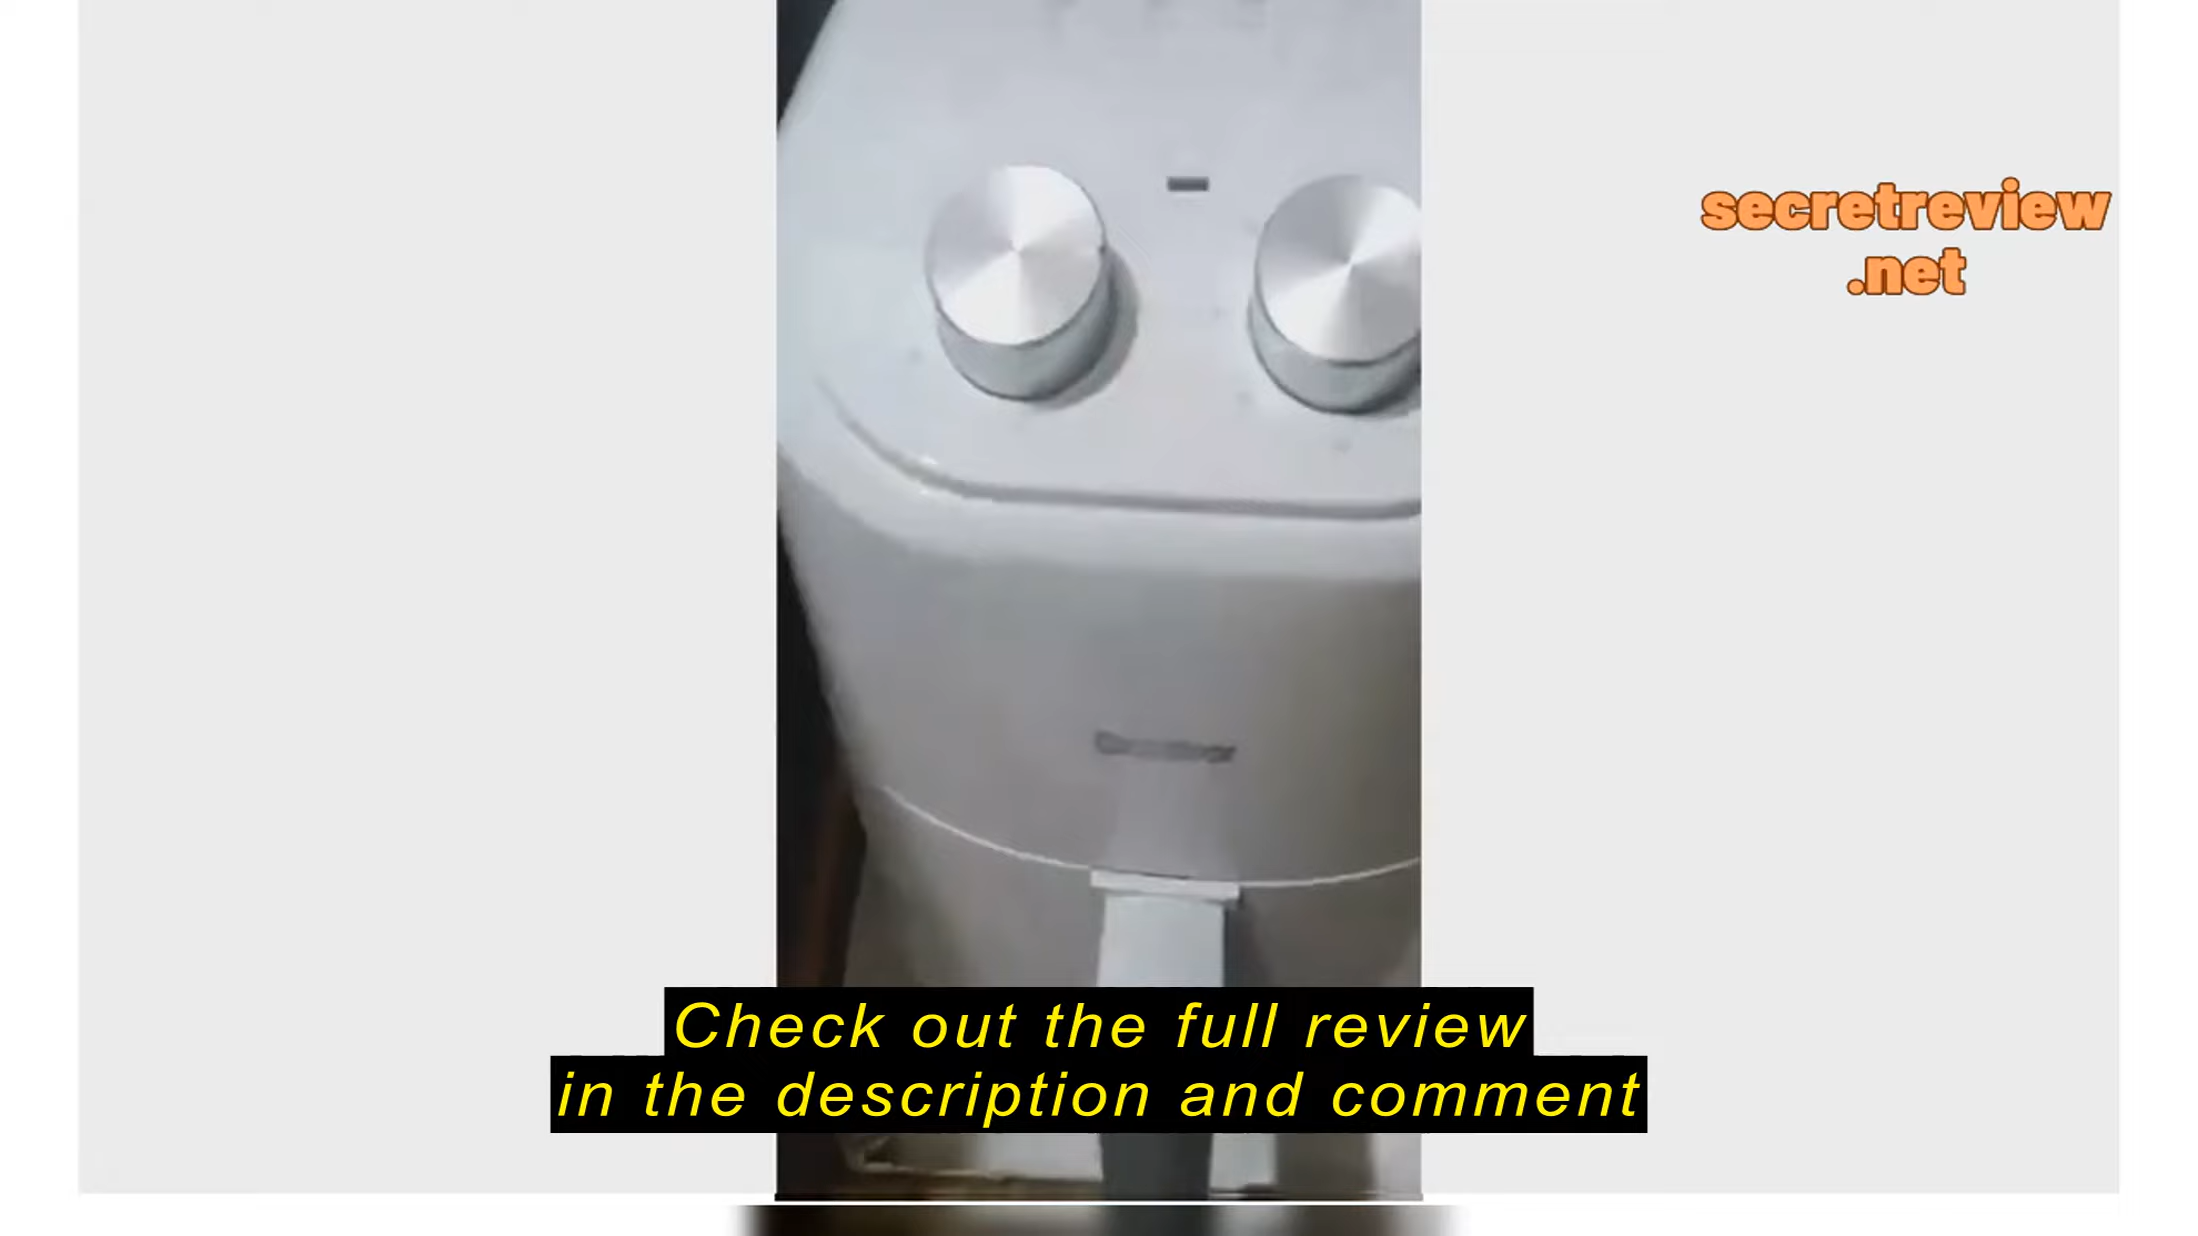 secretreview
.net
Check out the full review
in the description and comment